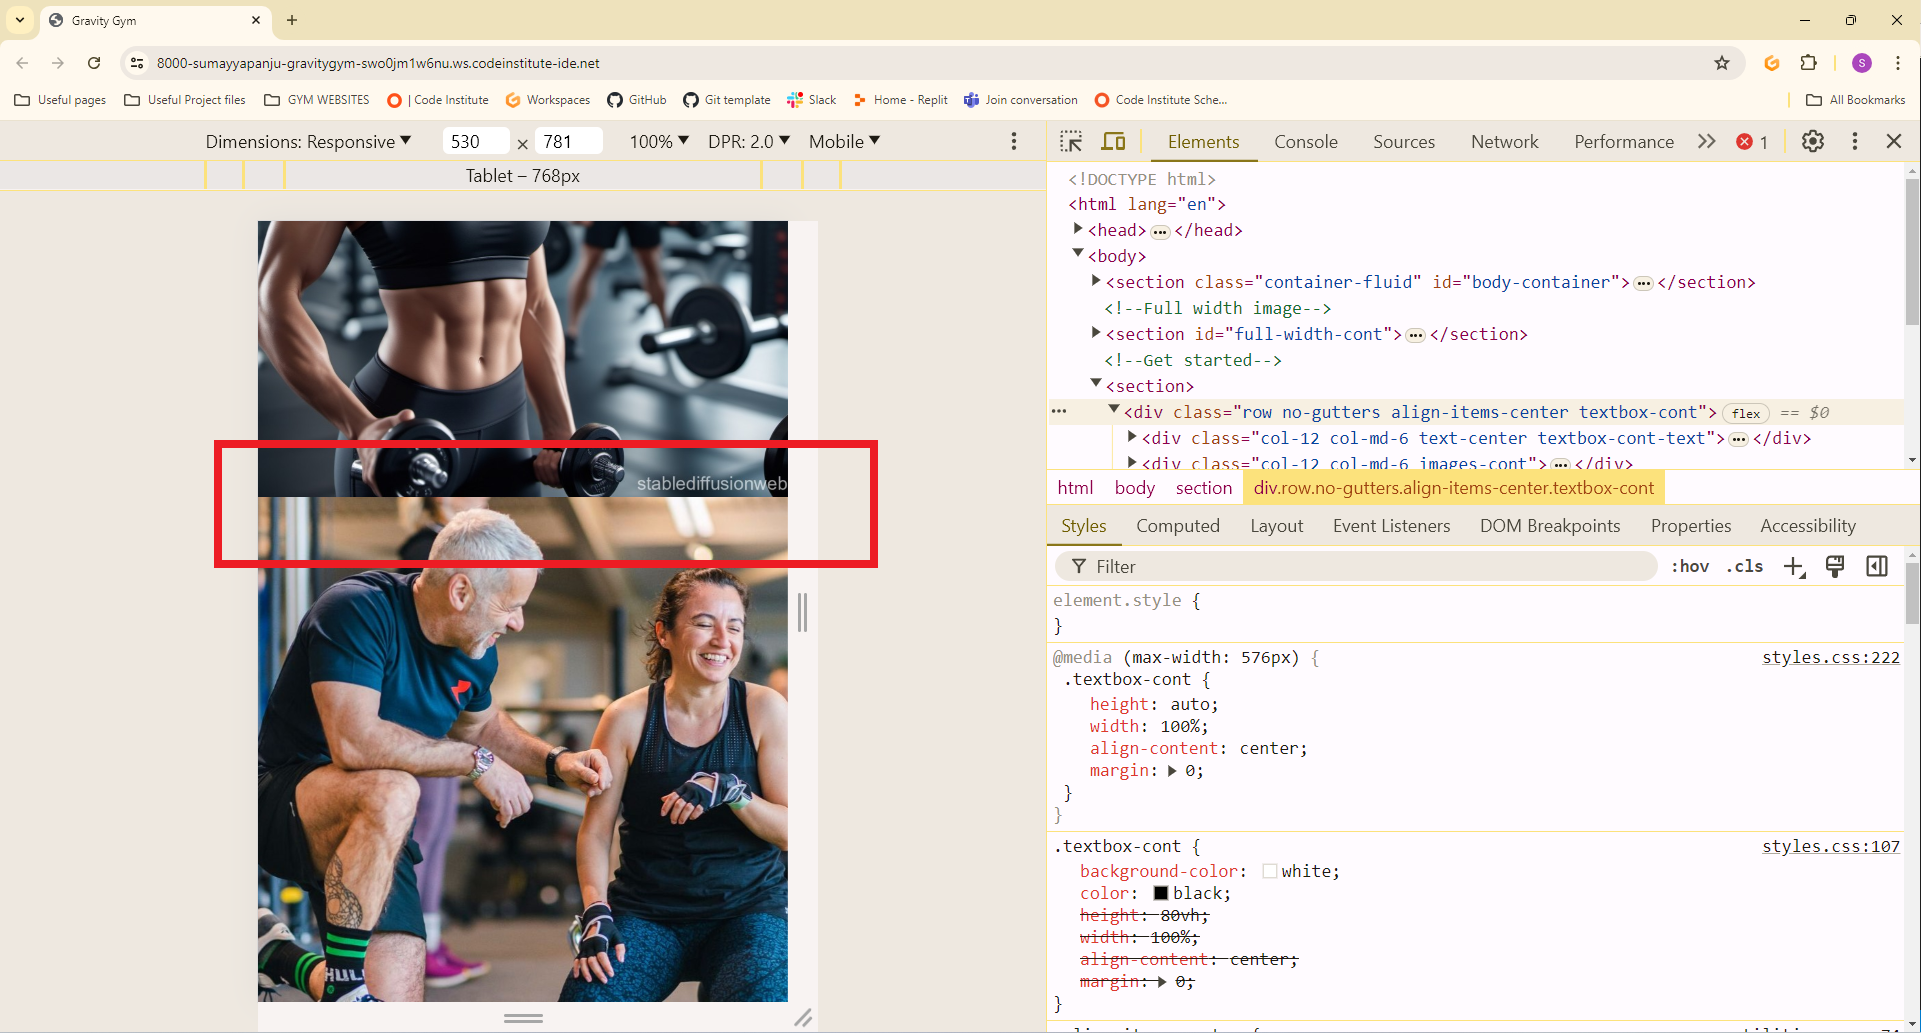 Gravity Gym
8000-sumayyapanju-gravitygym-swo0jm1w6nu.ws.codeinstitute-ide.net
S
Useful pages Useful Project files GYM WEBSITES | Code Institute Workspaces GitHub Git template Slack Home - Replit Join conversation Code Institute Sche... All Bookmarks
Dimensions: Responsive 530 × 781 100% DPR: 2.0 Mobile
Tablet – 768px
stablediffusionweb
HUL
Elements Console Sources Network Performance 1
<!DOCTYPE html>
<html lang="en">
<head> ••• </head>
<body>
<section class="container-fluid" id="body-container"> ••• </section>
<!--Full width image-->
<section id="full-width-cont"> ••• </section>
<!--Get started-->
<section>
••• <div class="row no-gutters align-items-center textbox-cont"> flex == $0
<div class="col-12 col-md-6 text-center textbox-cont-text"> ••• </div>
<div class="col-12 col-md-6 images-cont"> ••• </div>
html body section div.row.no-gutters.align-items-center.textbox-cont
Styles Computed Layout Event Listeners DOM Breakpoints Properties Accessibility
Filter :hov .cls
element.style {
}
@media (max-width: 576px) { styles.css:222
.textbox-cont {
height: auto;
width: 100%;
align-content: center;
margin: 0;
}
}
.textbox-cont { styles.css:107
background-color: white;
color: black;
height: 80vh;
width: 100%;
align-content: center;
margin: 0;
}